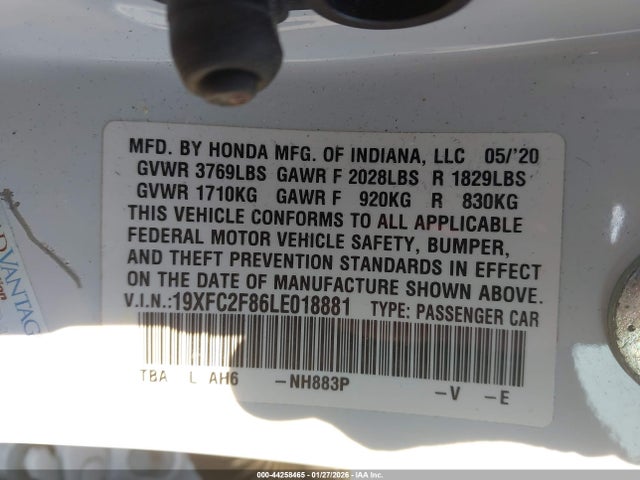 MFD. BY HONDA MFG. OF INDIANA, LLC 05/'20
GVWR 3769LBS GAWR F 2028LBS R 1829LBS
GVWR 1710KG GAWR F 920KG R 830KG
THIS VEHICLE CONFORMS TO ALL APPLICABLE
FEDERAL MOTOR VEHICLE SAFETY, BUMPER,
AND THEFT PREVENTION STANDARDS IN EFFECT
ON THE DATE OF MANUFACTURE SHOWN ABOVE.
V.I.N.:19XFC2F86LE018881 TYPE: PASSENGER CAR
TBA L AH6 -NH883P -V -E
000-44258465 - 01/27/2026 - IAAI.COM